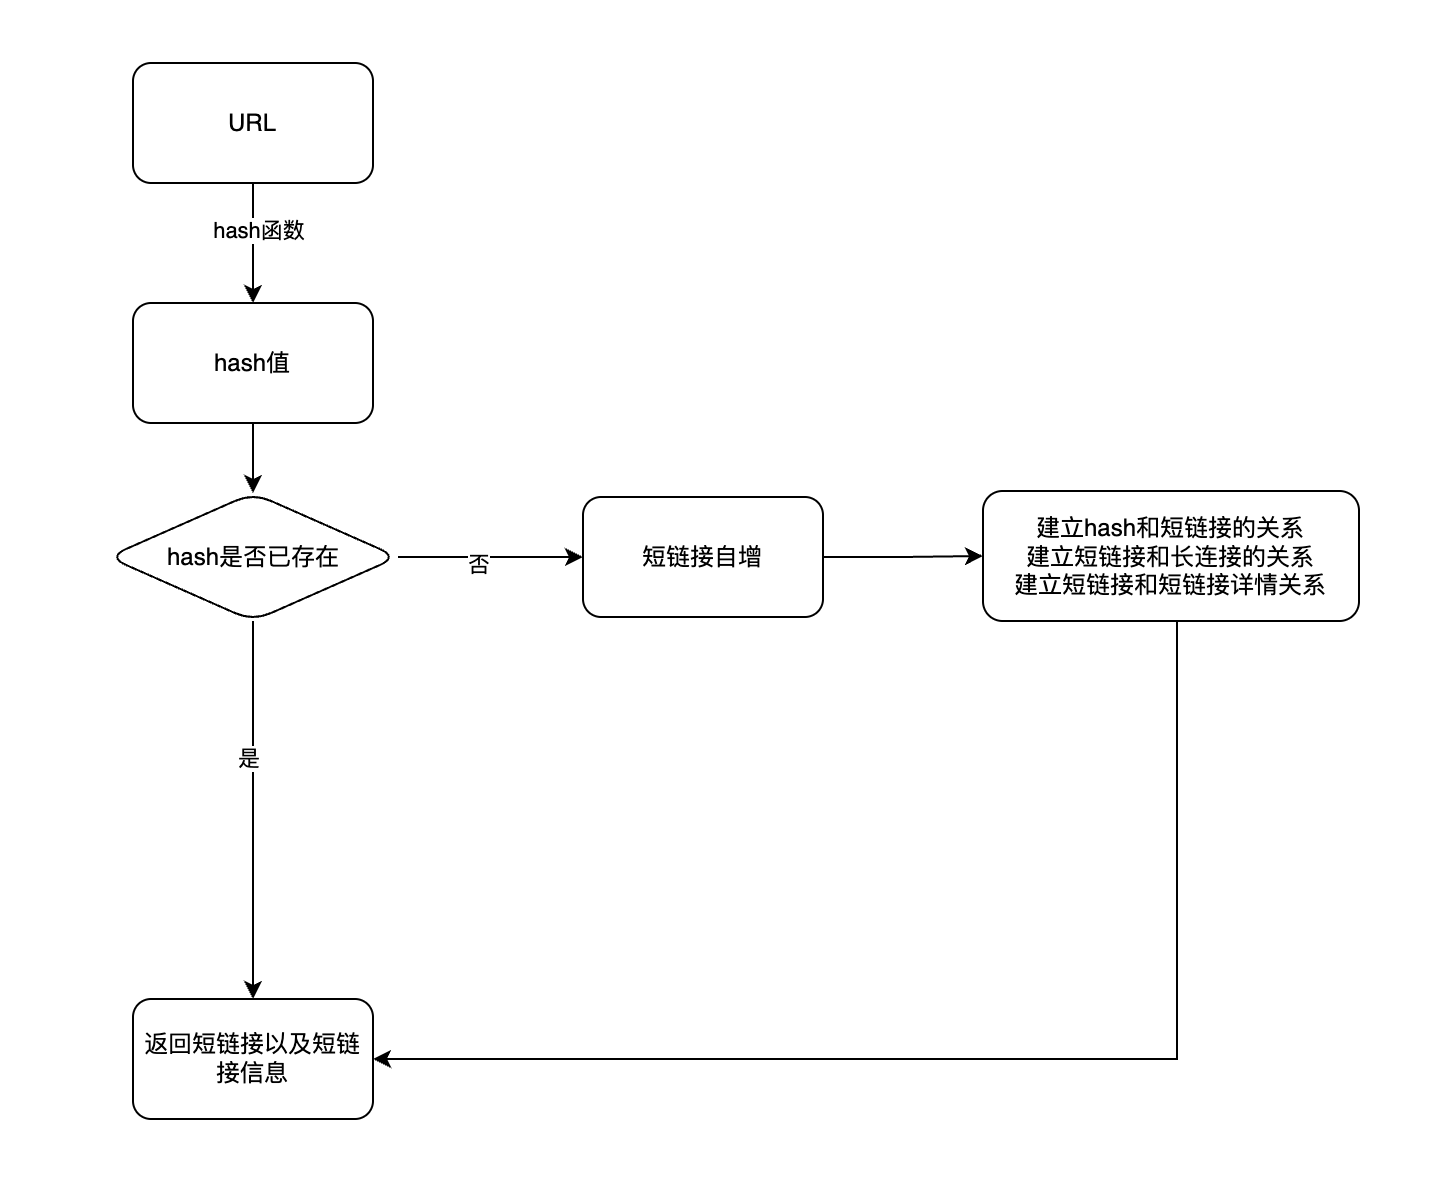 URL
hash函数
hash值
hash是否已存在
否
短链接自增
建立hash和短链接的关系
建立短链接和长连接的关系
建立短链接和短链接详情关系
是
返回短链接以及短链
接信息